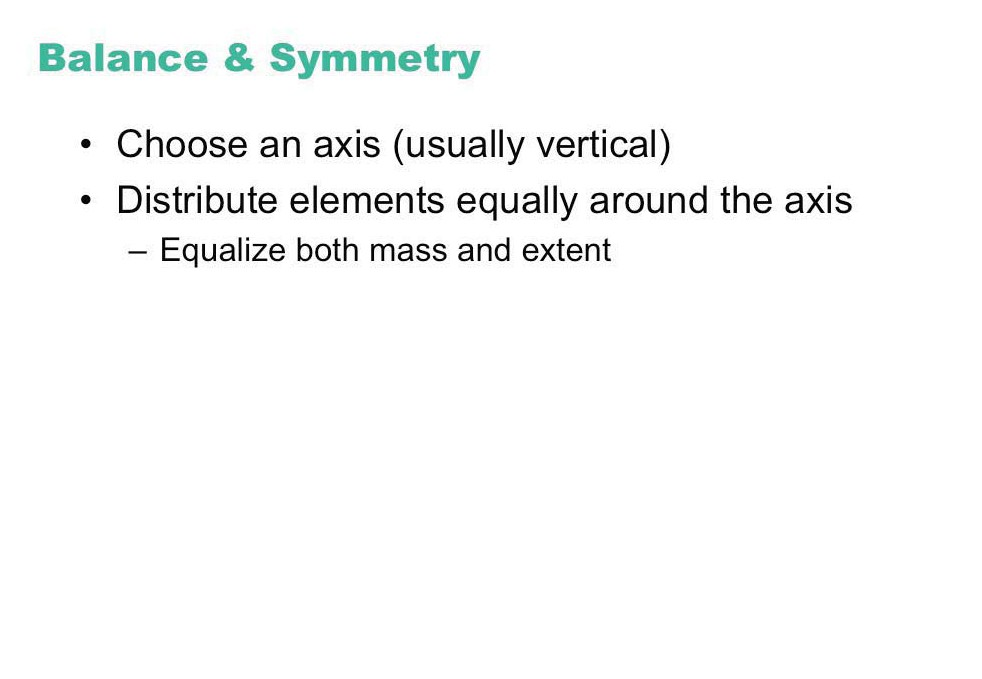 Balance & Symmetry
• Choose an axis (usually vertical)
• Distribute elements equally around the axis
– Equalize both mass and extent